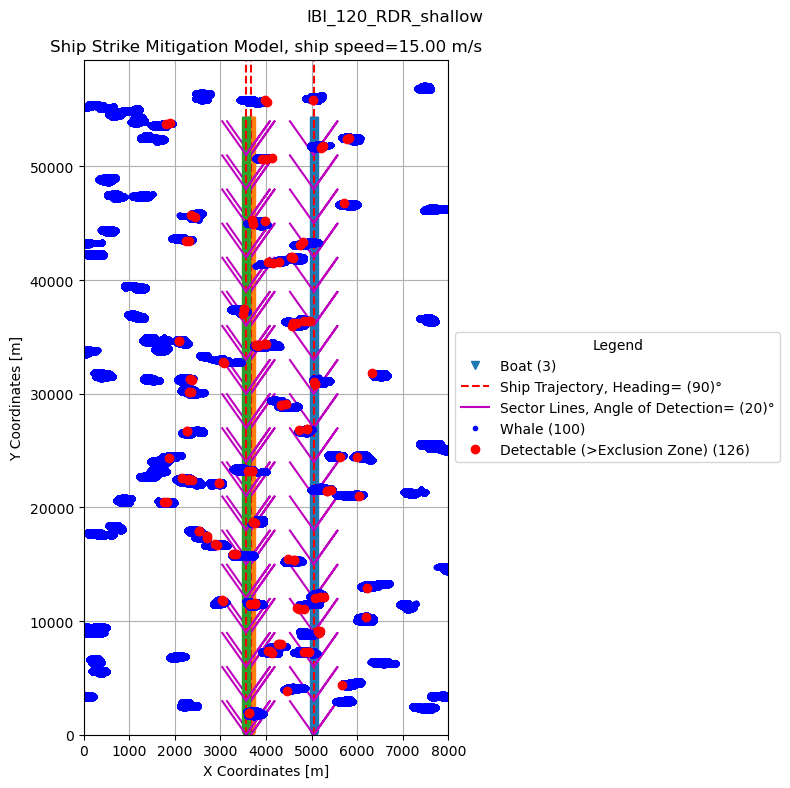 IBI_120_RDR_shallow
Ship Strike Mitigation Model, ship speed=15.00 m/s
Y Coordinates [m]
50000
40000
30000
20000
10000
0
0 1000 2000 3000 4000 5000 6000 7000 8000
X Coordinates [m]
Legend
Boat (3)
Ship Trajectory, Heading= (90)°
Sector Lines, Angle of Detection= (20)°
Whale (100)
Detectable (>Exclusion Zone) (126)